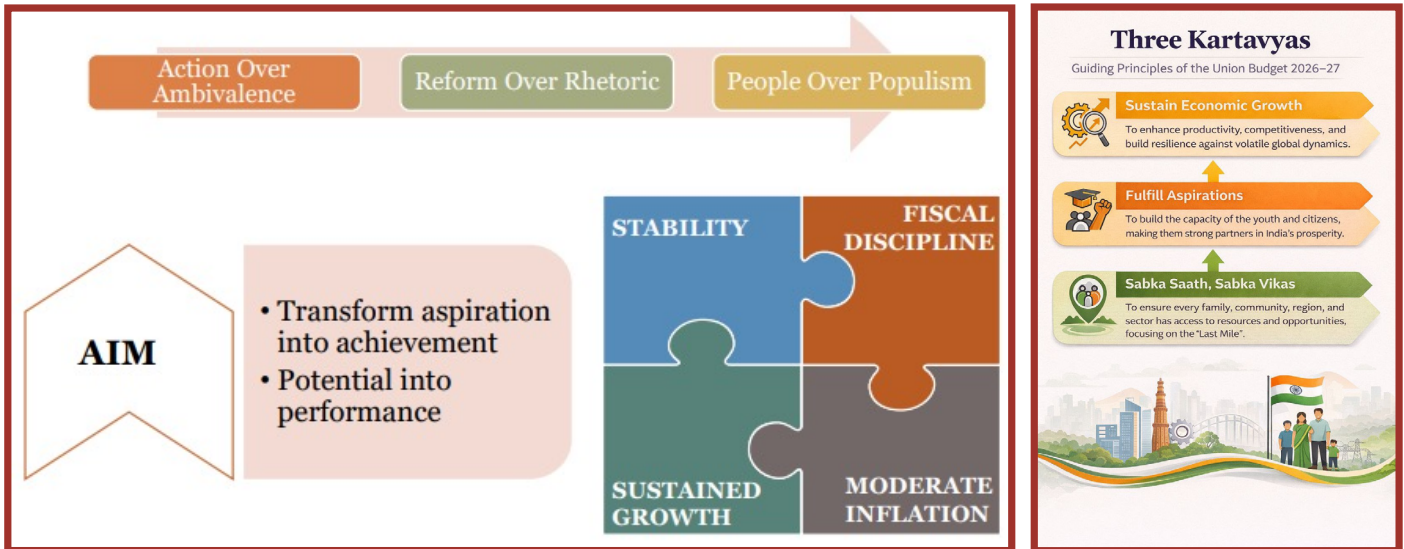 Action Over
Ambivalence
Reform Over Rhetoric
People Over Populism
AIM
• Transform aspiration
into achievement
• Potential into
performance
STABILITY
FISCAL
DISCIPLINE
SUSTAINED
GROWTH
MODERATE
INFLATION
Three Kartavyas
Guiding Principles of the Union Budget 2026–27
Sustain Economic Growth
To enhance productivity, competitiveness, and
build resilience against volatile global dynamics.
Fulfill Aspirations
To build the capacity of the youth and citizens,
making them strong partners in India's prosperity.
Sabka Saath, Sabka Vikas
To ensure every family, community, region, and
sector has access to resources and opportunities,
focusing on the "Last Mile".